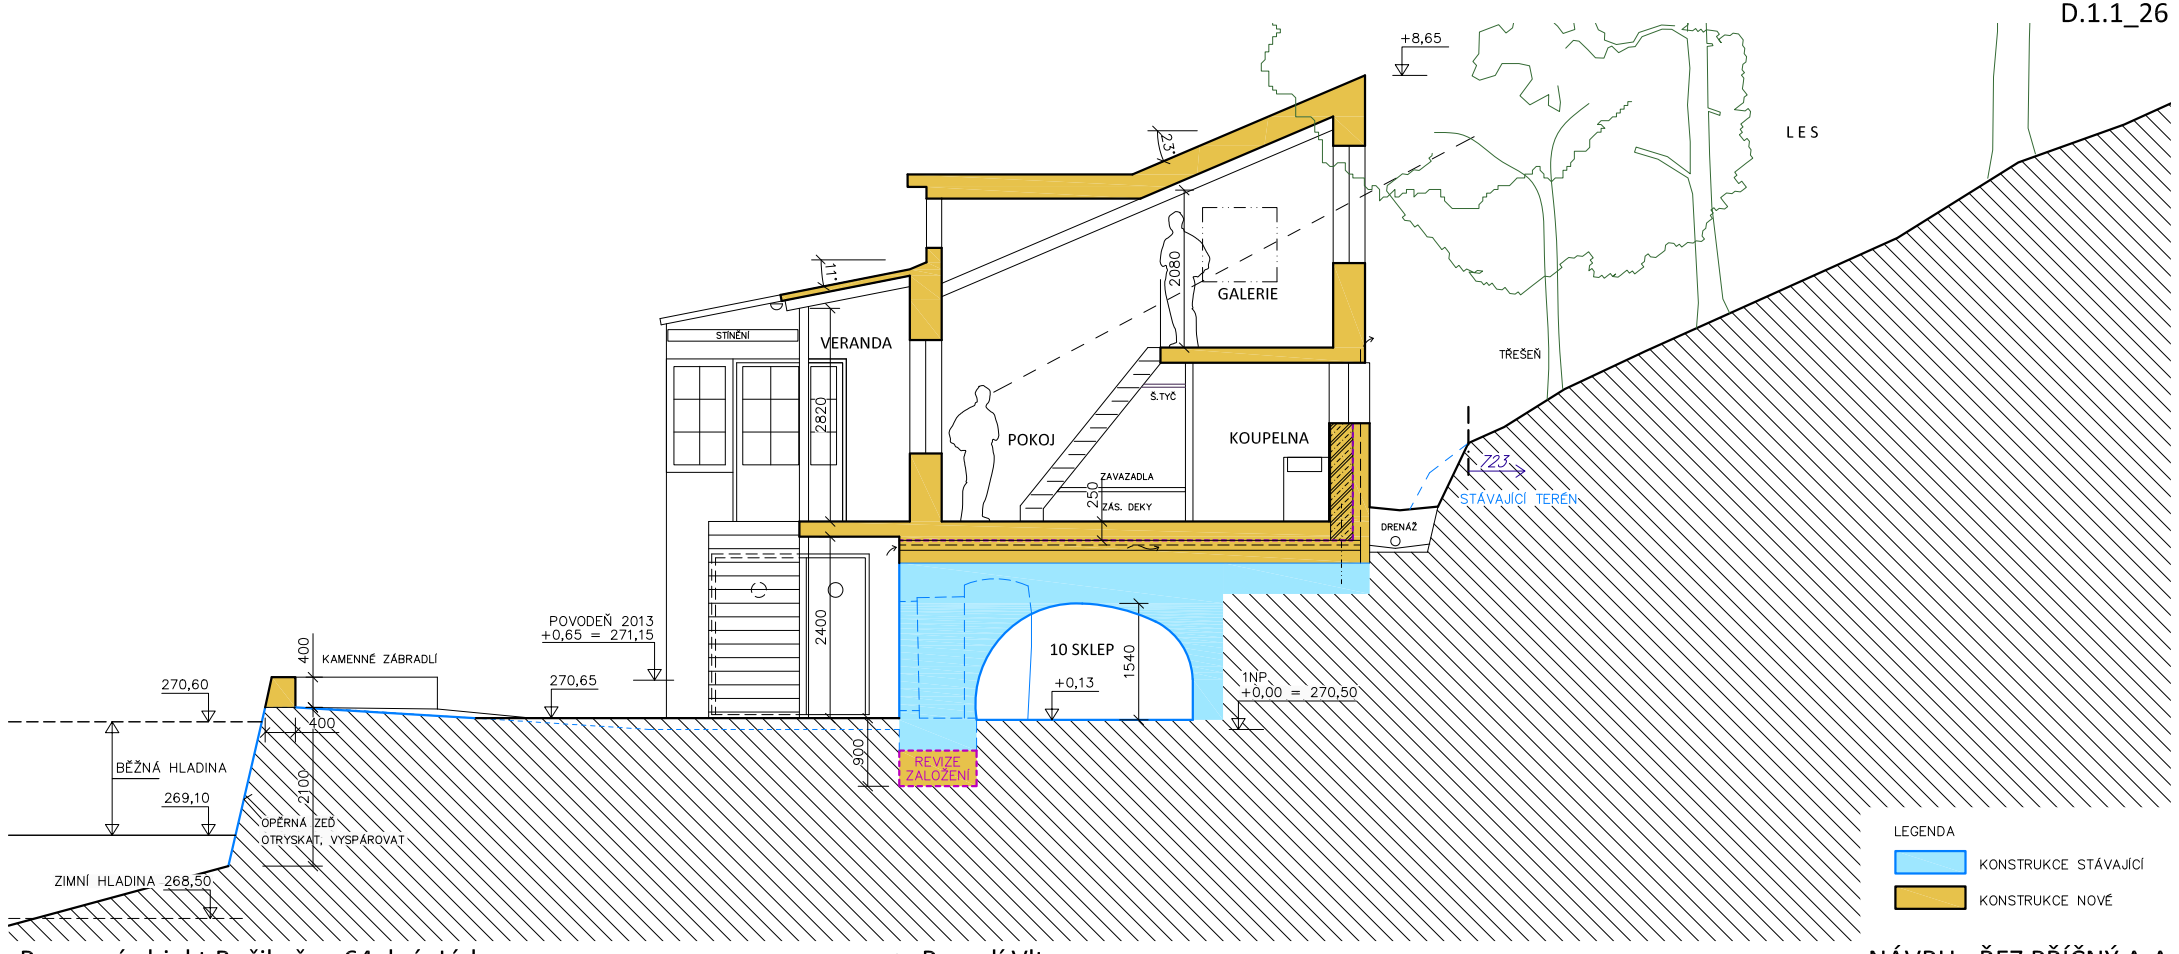 D.1.1_26
+8,65
LES
23°
11°
2080
GALERIE
STÍNĚNÍ
VERANDA
TŘEŠEŇ
Š.TYČ
2820
POKOJ
KOUPELNA
723
ZAVAZADLA
STÁVAJÍCÍ TERÉN
250
ZÁS. DEKY
DRENÁŽ
POVODEŇ 2013
+0,65 = 271,15
2400
400
KAMENNÉ ZÁBRADLÍ
10 SKLEP
1540
270,60
270,65
+0,13
1NP
+0,00 = 270,50
400
900
BĚŽNÁ HLADINA
REVIZE
ZALOŽENÍ
2100
269,10
OPĚRNÁ ZEĎ
OTRYSKAT, VYSPÁROVAT
LEGENDA
KONSTRUKCE STÁVAJÍCÍ
ZIMNÍ HLADINA 268,50
KONSTRUKCE NOVÉ